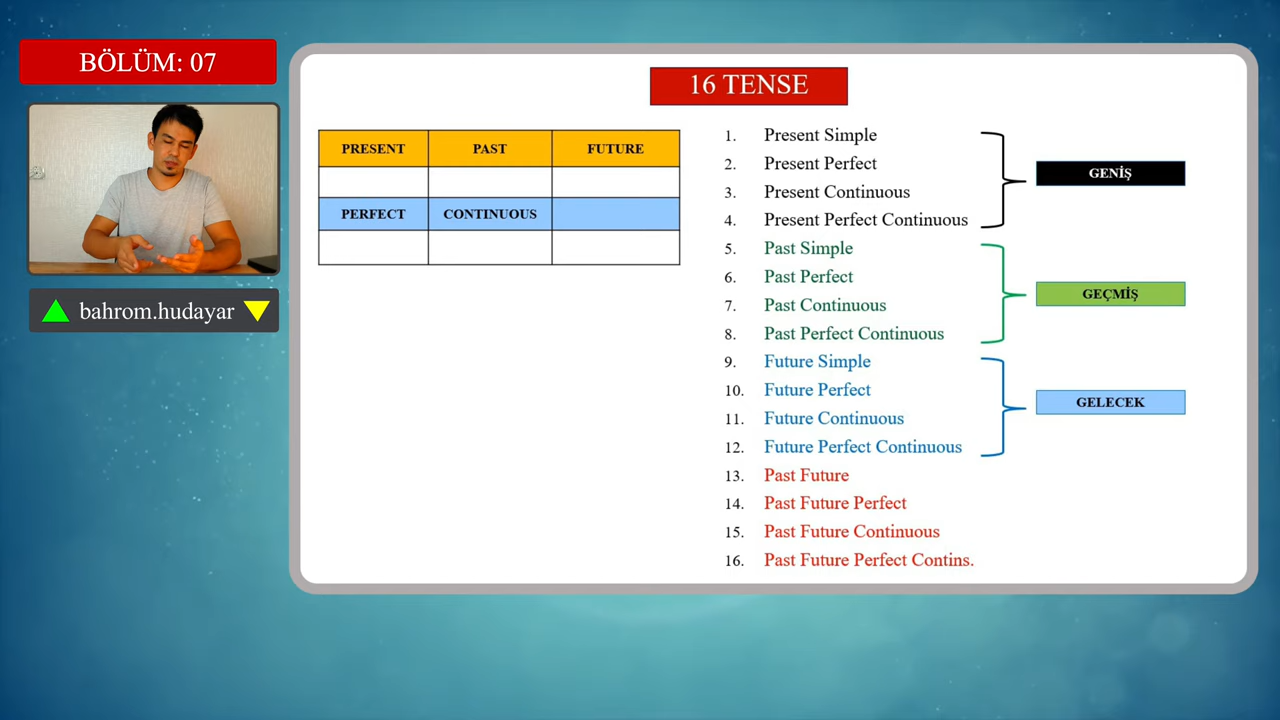 BÖLÜM: 07
bahrom.hudayar
16 TENSE
PRESENT PAST FUTURE
PERFECT CONTINUOUS
1. Present Simple
2. Present Perfect
3. Present Continuous
4. Present Perfect Continuous
GENİŞ
5. Past Simple
6. Past Perfect
7. Past Continuous
8. Past Perfect Continuous
GEÇMİŞ
9. Future Simple
10. Future Perfect
11. Future Continuous
12. Future Perfect Continuous
GELECEK
13. Past Future
14. Past Future Perfect
15. Past Future Continuous
16. Past Future Perfect Contins.